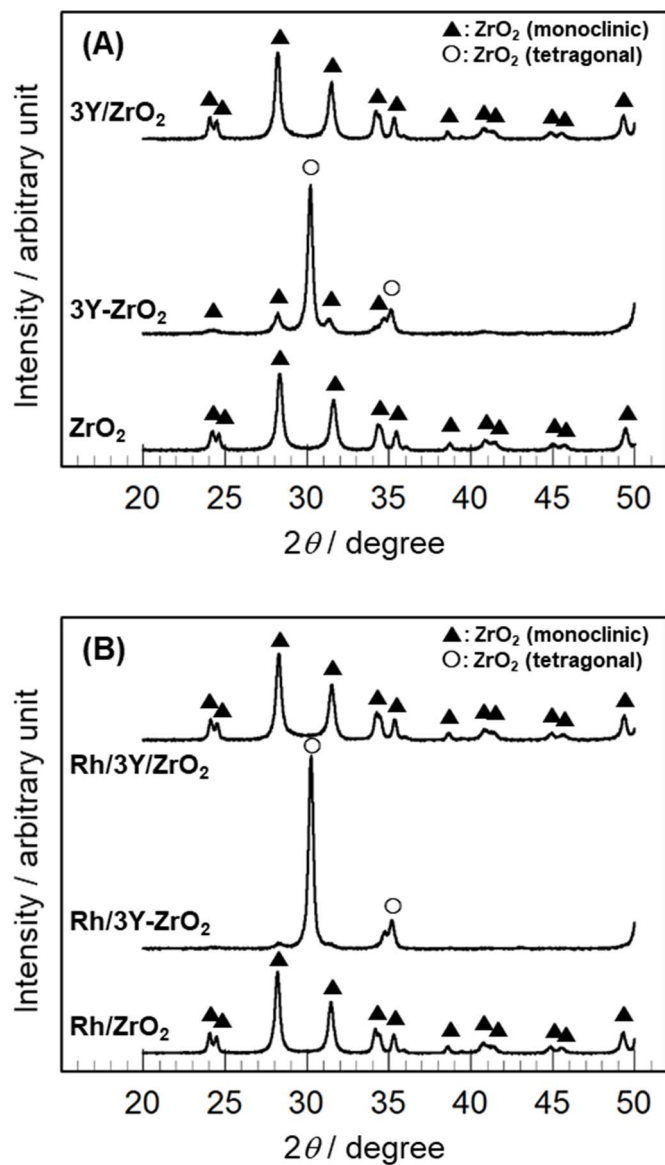 (A)
▲: ZrO₂ (monoclinic)
○: ZrO₂ (tetragonal)
3Y/ZrO₂
3Y-ZrO₂
ZrO₂
Intensity / arbitrary unit
20 25 30 35 40 45 50
2θ / degree
(B)
▲: ZrO₂ (monoclinic)
○: ZrO₂ (tetragonal)
Rh/3Y/ZrO₂
Rh/3Y-ZrO₂
Rh/ZrO₂
Intensity / arbitrary unit
20 25 30 35 40 45 50
2θ / degree